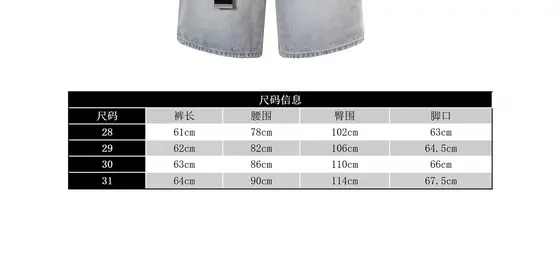 尺码信息
尺码 裤长 腰围 臀围 脚口
28 61cm 78cm 102cm 63cm
29 62cm 82cm 106cm 64.5cm
30 63cm 86cm 110cm 66cm
31 64cm 90cm 114cm 67.5cm